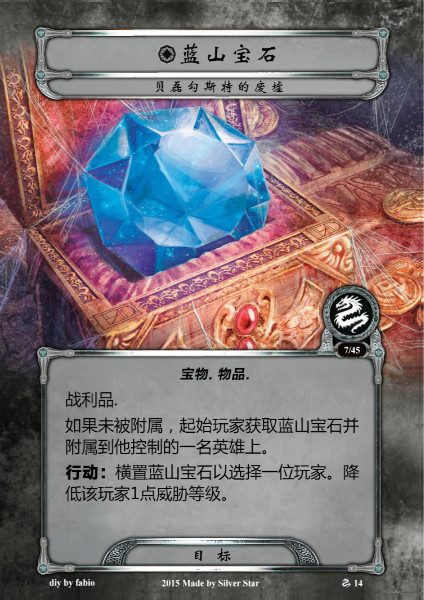 蓝山宝石
贝磊勾斯特的废墟
7/45
宝物. 物品.
战利品.
如果未被附属，起始玩家获取蓝山宝石并
附属到他控制的一名英雄上。
行动：横置蓝山宝石以选择一位玩家。降
低该玩家1点威胁等级。
目标
diy by fabio
2015 Made by Silver Star
14